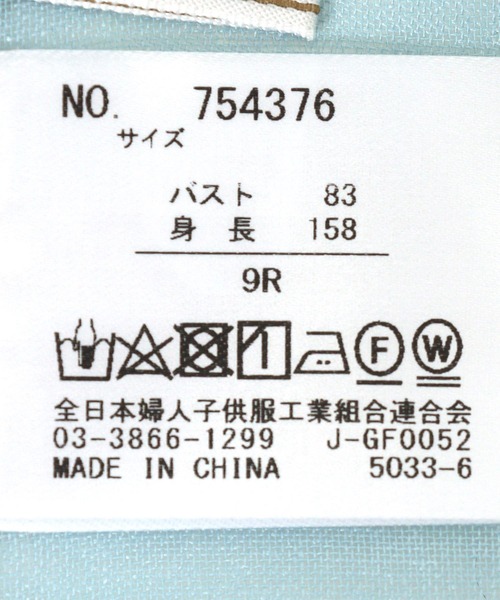 NO. 754376
サイズ
バスト 83
身 長 158
9R
F W
全日本婦人子供服工業組合連合会
03-3866-1299 J-GF0052
MADE IN CHINA 5033-6